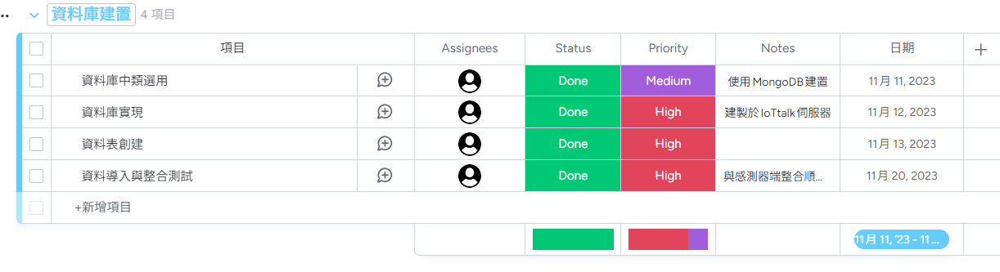 資料庫建置 4 項目
項目 Assignees Status Priority Notes 日期
資料庫中類選用 Done Medium 使用 MongoDB 建置 11月 11, 2023
資料庫實現 Done High 建製於 IoTtalk 伺服器 11月 12, 2023
資料表創建 Done High 11月 13, 2023
資料導入與整合測試 Done High 與感測器端整合順... 11月 20, 2023
+新增項目
11月 11, '23 - 11...